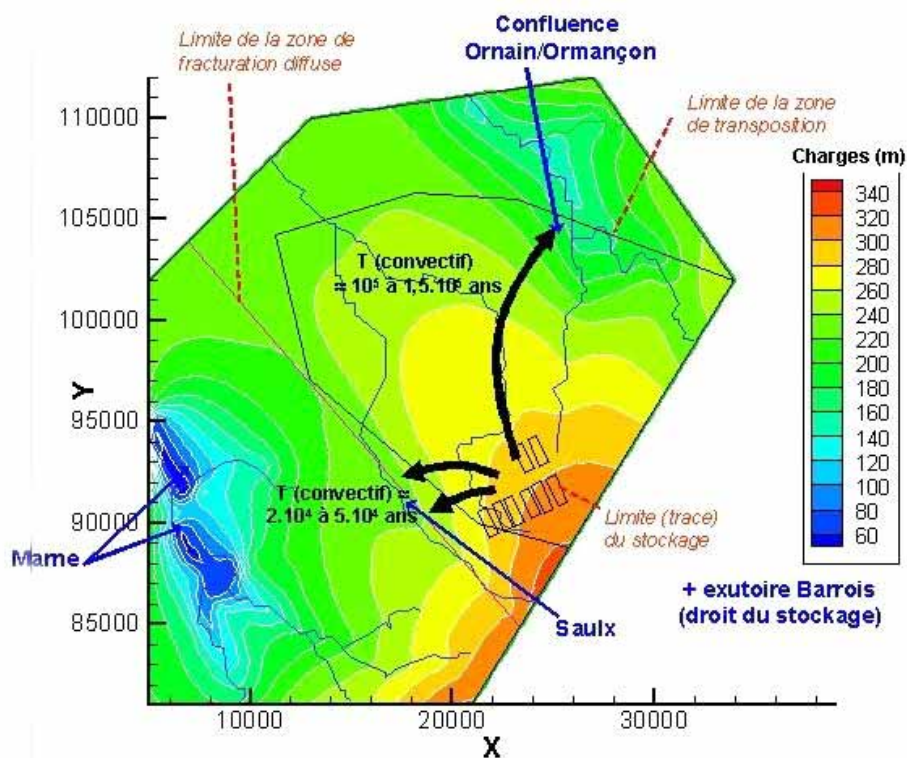 Confluence
Ornain/Ormançon
Limite de la zone de
fracturation diffuse
Limite de la zone
de transposition
Charges (m)
340
320
300
280
260
240
220
200
180
160
140
120
100
80
60
110000
105000
100000
95000
90000
85000
Y
T (convectif)
≈ 10⁵ à 1,5.10⁶ ans
T (convectif) ≈
2.10⁴ à 5.10⁴ ans
Marne
Limite (trace)
du stockage
Saulx
+ exutoire Barrois
(droit du stockage)
10000
20000
30000
X